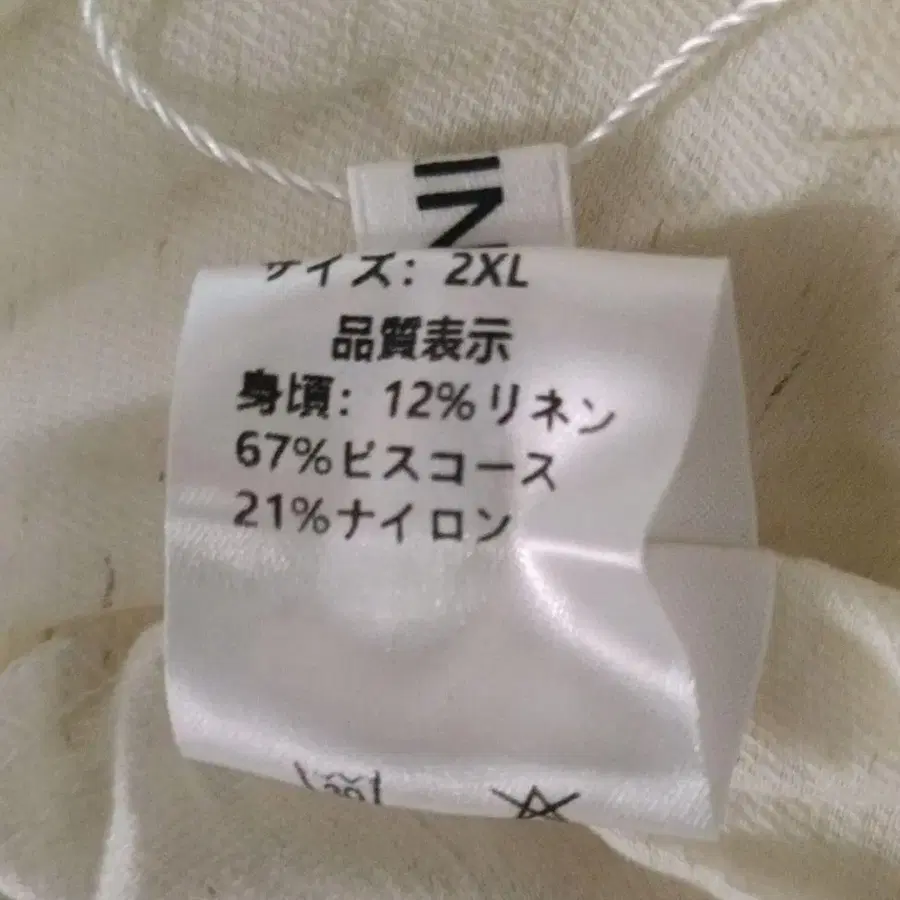 サイズ: 2XL
品質表示
身頃: 12%リネン
67%ビスコース
21%ナイロン